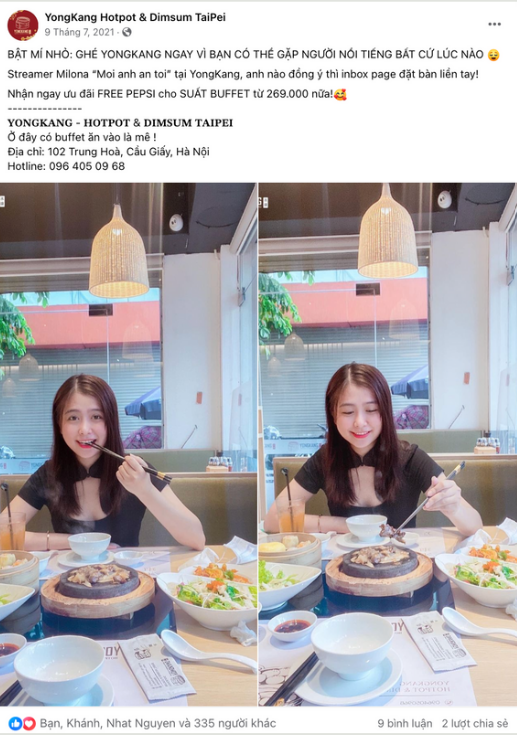 YongKang Hotpot & Dimsum TaiPei
9 Tháng 7, 2021 ·
BẬT MÍ NHỎ: GHÉ YONGKANG NGAY VÌ BẠN CÓ THỂ GẶP NGƯỜI NỔI TIẾNG BẤT CỨ LÚC NÀO 😌
Streamer Milona “Moi anh an toi” tại YongKang, anh nào đồng ý thì inbox page đặt bàn liền tay!
Nhận ngay ưu đãi FREE PEPSI cho SUẤT BUFFET từ 269.000 nữa!🥰
---------------
YONGKANG - HOTPOT & DIMSUM TAIPEI
Ở đây có buffet ăn vào là mê !
Địa chỉ: 102 Trung Hoà, Cầu Giấy, Hà Nội
Hotline: 096 405 09 68
YONGKANG
HOTPOT &
Bạn, Khánh, Nhat Nguyen và 335 người khác
9 bình luận 2 lượt chia sẻ